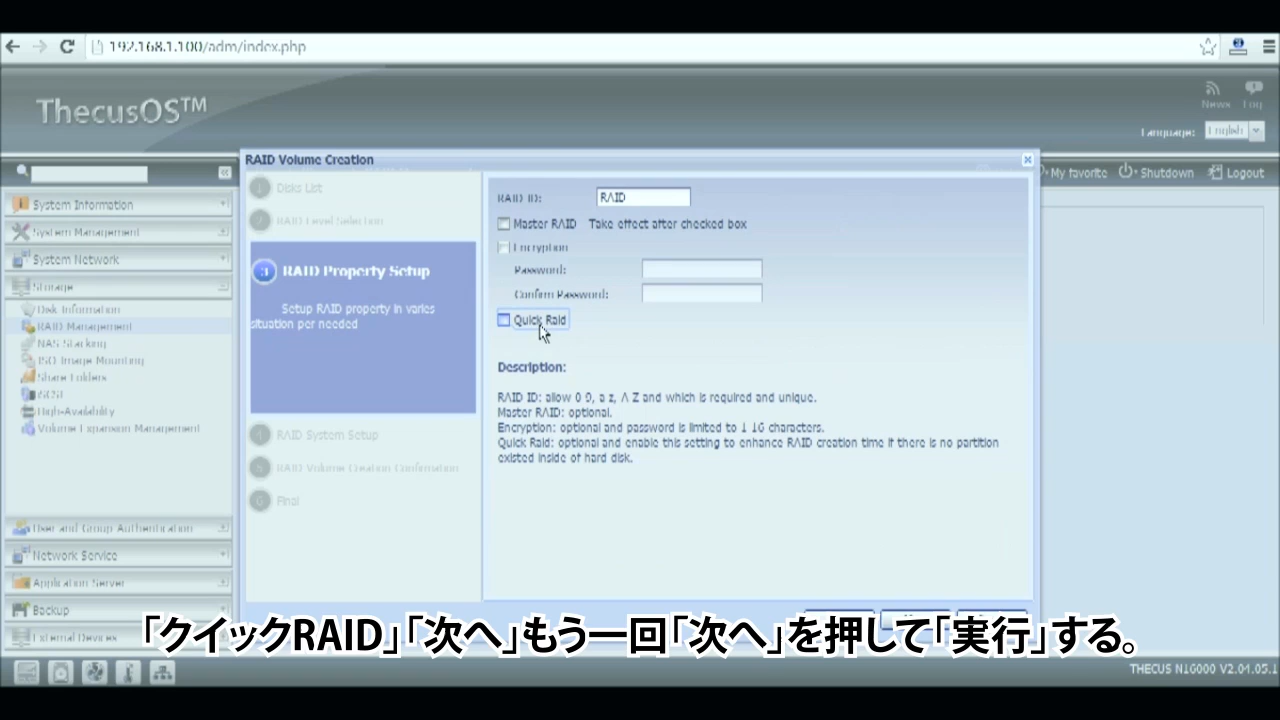 192.168.1.100/adm/index.php
ThecusOS™
News Log
Language: English
RAID Volume Creation
My favorite Shutdown Logout
System Information
System Management
System Network
Storage
Disk Information
RAID Management
NAS Stacking
ISO Image Mounting
Share Folders
iSCSI
High-Availability
Volume Expansion Management
User and Group Authentication
Network Service
Application Server
Backup
External Devices
1 Disks List
2 RAID Level Selection
3 RAID Property Setup
Setup RAID property in varies
situation per needed
4 RAID System Setup
5 RAID Volume Creation Confirmation
6 Final
RAID ID: RAID
Master RAID Take effect after checked box
Encryption
Password:
Confirm Password:
Quick Raid
Description:
RAID ID: allow 0-9, a-z, A-Z and which is required and unique.
Master RAID: optional.
Encryption: optional and password is limited to 1-16 characters.
Quick Raid: optional and enable this setting to enhance RAID creation time if there is no partition
existed inside of hard disk.
「クイックRAID」「次へ」もう一回「次へ」を押して「実行」する。
THECUS N16000 V2.04.05.1